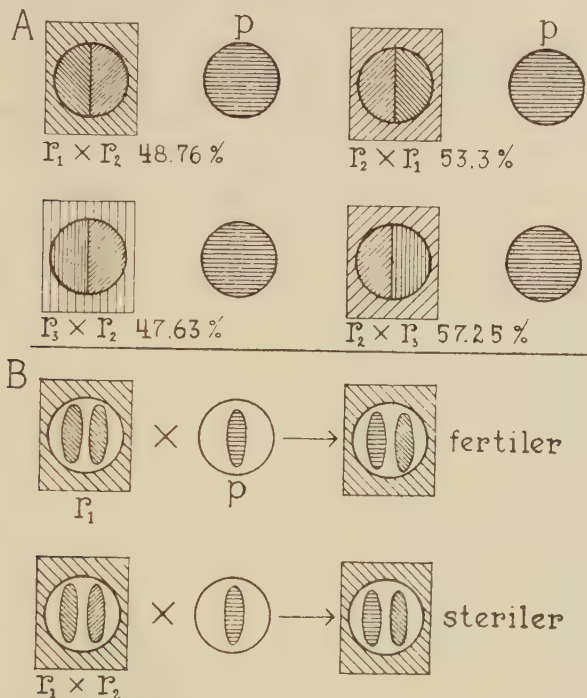 A
p p
r₁ × r₂ 48.76 % r₂ × r₁ 53.3 %
r₃ × r₂ 47.63 % r₂ × r₃ 57.25 %
B
× → fertiler
r₁ p
× → steriler
r₁ × r₂